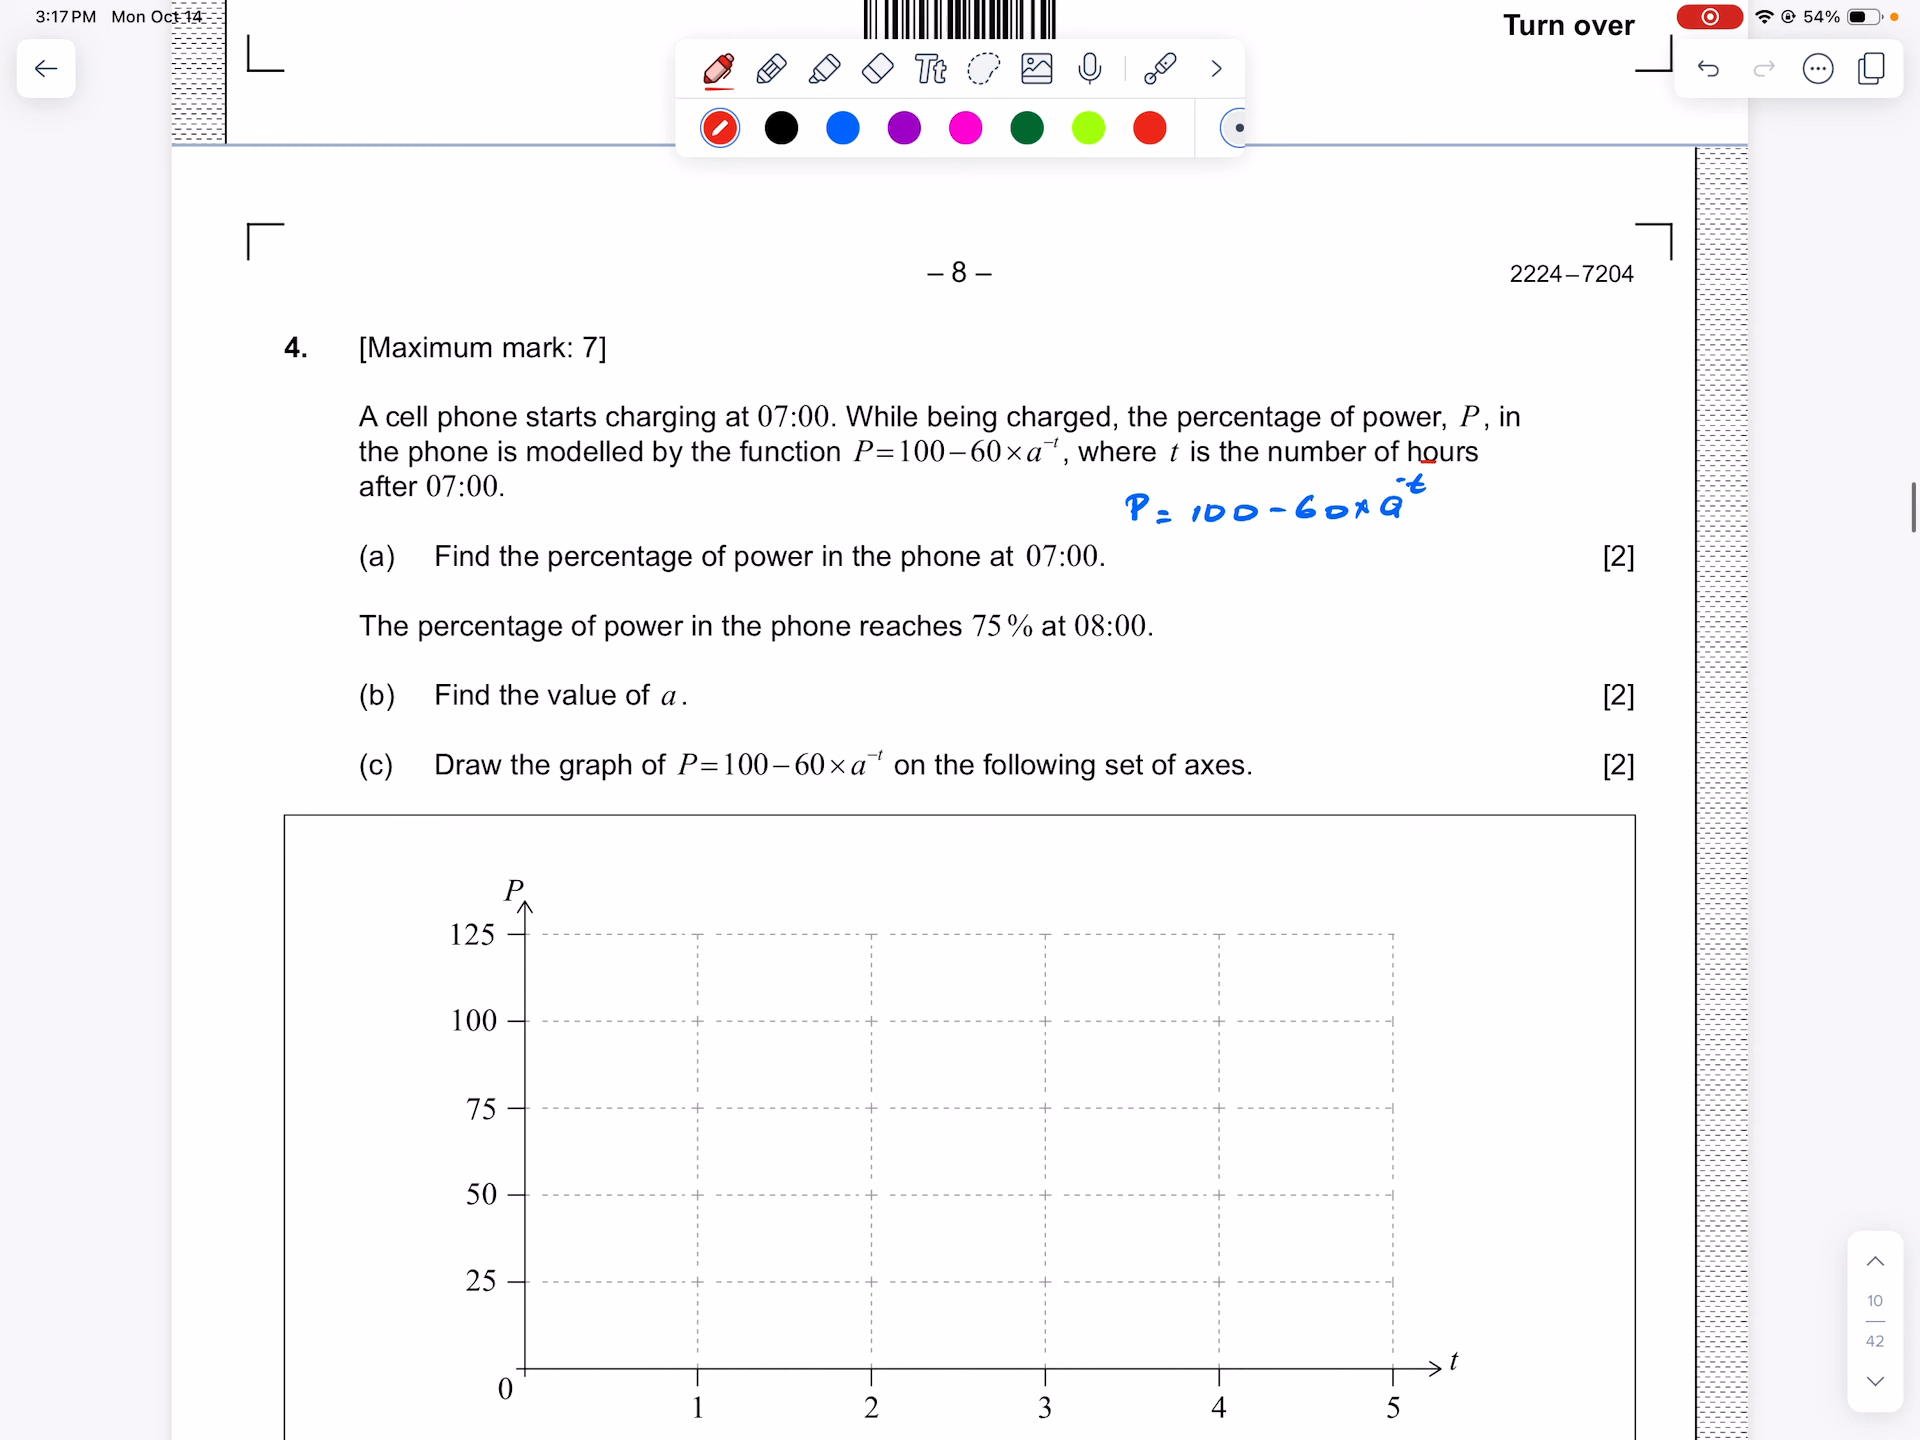 3:17 PM Mon Oct 14
54%
Turn over
Tt
– 8 –
2224–7204
4. [Maximum mark: 7]
A cell phone starts charging at 07:00. While being charged, the percentage of power, P, in
the phone is modelled by the function P=100−60×a⁻ᵗ, where t is the number of hours
after 07:00.
P = 100 - 60 × a⁻ᵗ
(a) Find the percentage of power in the phone at 07:00. [2]
The percentage of power in the phone reaches 75 % at 08:00.
(b) Find the value of a. [2]
(c) Draw the graph of P=100−60×a⁻ᵗ on the following set of axes. [2]
P
125
100
75
50
25
0
1 2 3 4 5
t
10
42